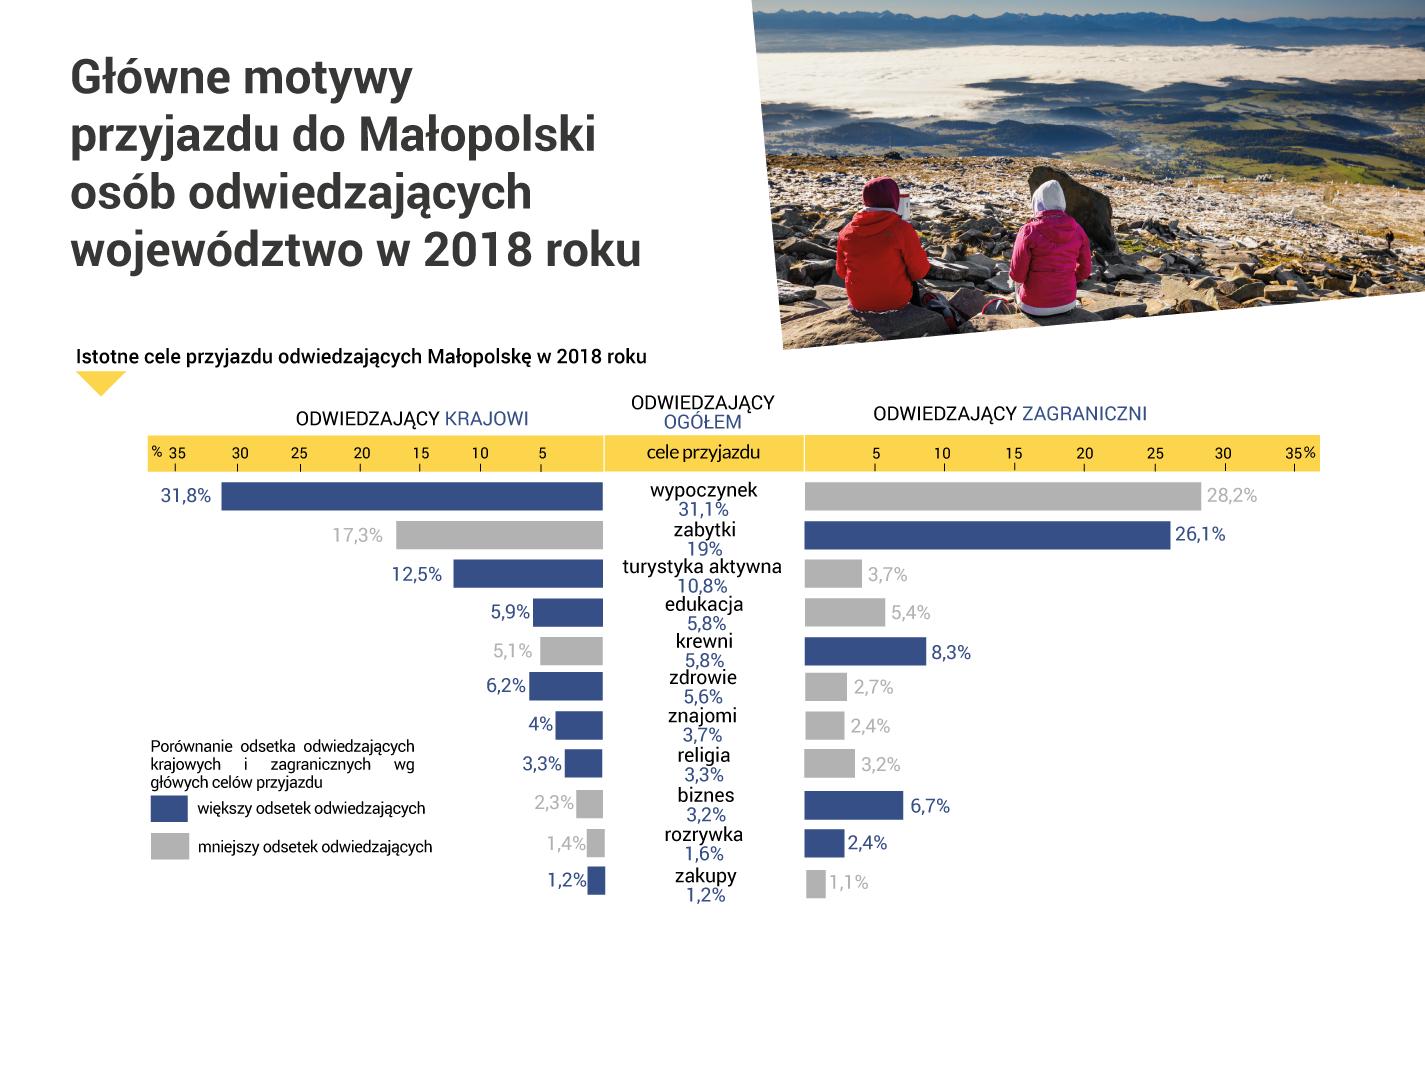 Główne motywy
przyjazdu do Małopolski
osób odwiedzających
województwo w 2018 roku
Istotne cele przyjazdu odwiedzających Małopolskę w 2018 roku
ODWIEDZAJĄCY KRAJOWI
ODWIEDZAJĄCY
OGÓŁEM
ODWIEDZAJĄCY ZAGRANICZNI
% 35 30 25 20 15 10 5 cele przyjazdu 5 10 15 20 25 30 35%
31,8% wypoczynek 28,2%
31,1%
17,3% zabytki 26,1%
19%
12,5% turystyka aktywna 3,7%
10,8%
5,9% edukacja 5,4%
5,8%
5,1% krewni 8,3%
5,8%
6,2% zdrowie 2,7%
5,6%
4% znajomi 2,4%
3,7%
3,3% religia 3,2%
3,3%
2,3% biznes 6,7%
3,2%
1,4% rozrywka 2,4%
1,6%
1,2% zakupy 1,1%
1,2%
Porównanie odsetka odwiedzających
krajowych i zagranicznych wg
głównych celów przyjazdu
większy odsetek odwiedzających
mniejszy odsetek odwiedzających